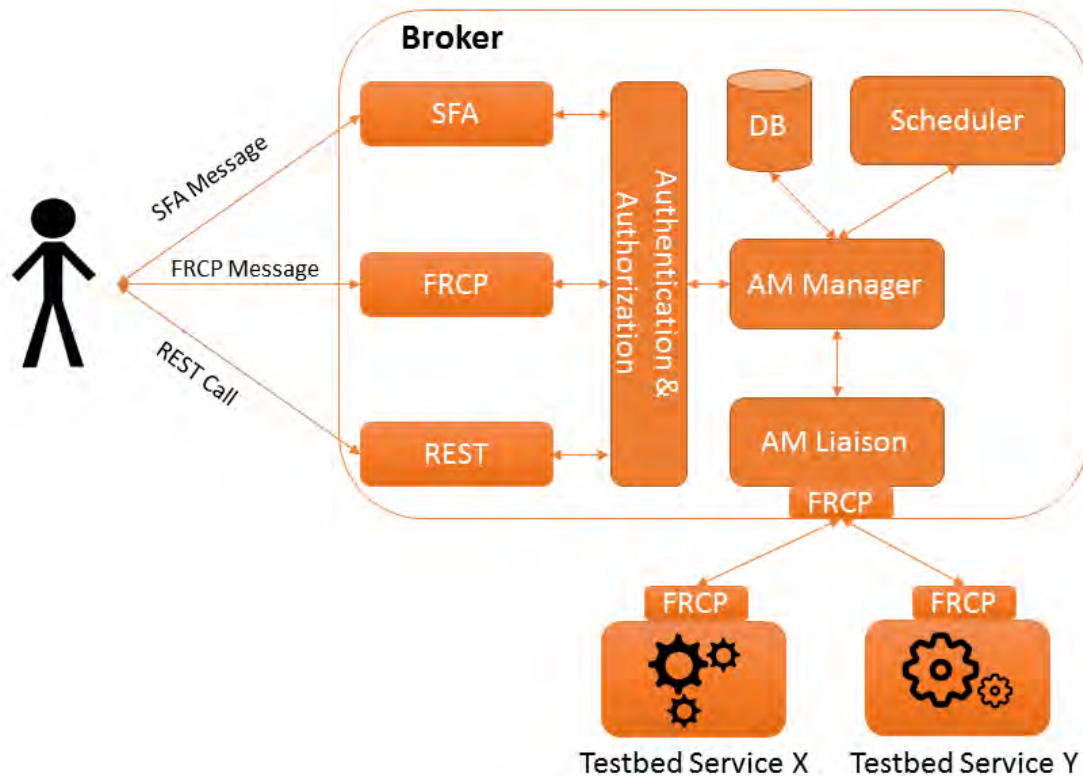 Broker
SFA
DB
Scheduler
SFA Message
Authentication &
Authorization
FRCP Message
FRCP
AM Manager
REST Call
REST
AM Liaison
FRCP
FRCP
FRCP
Testbed Service X
Testbed Service Y